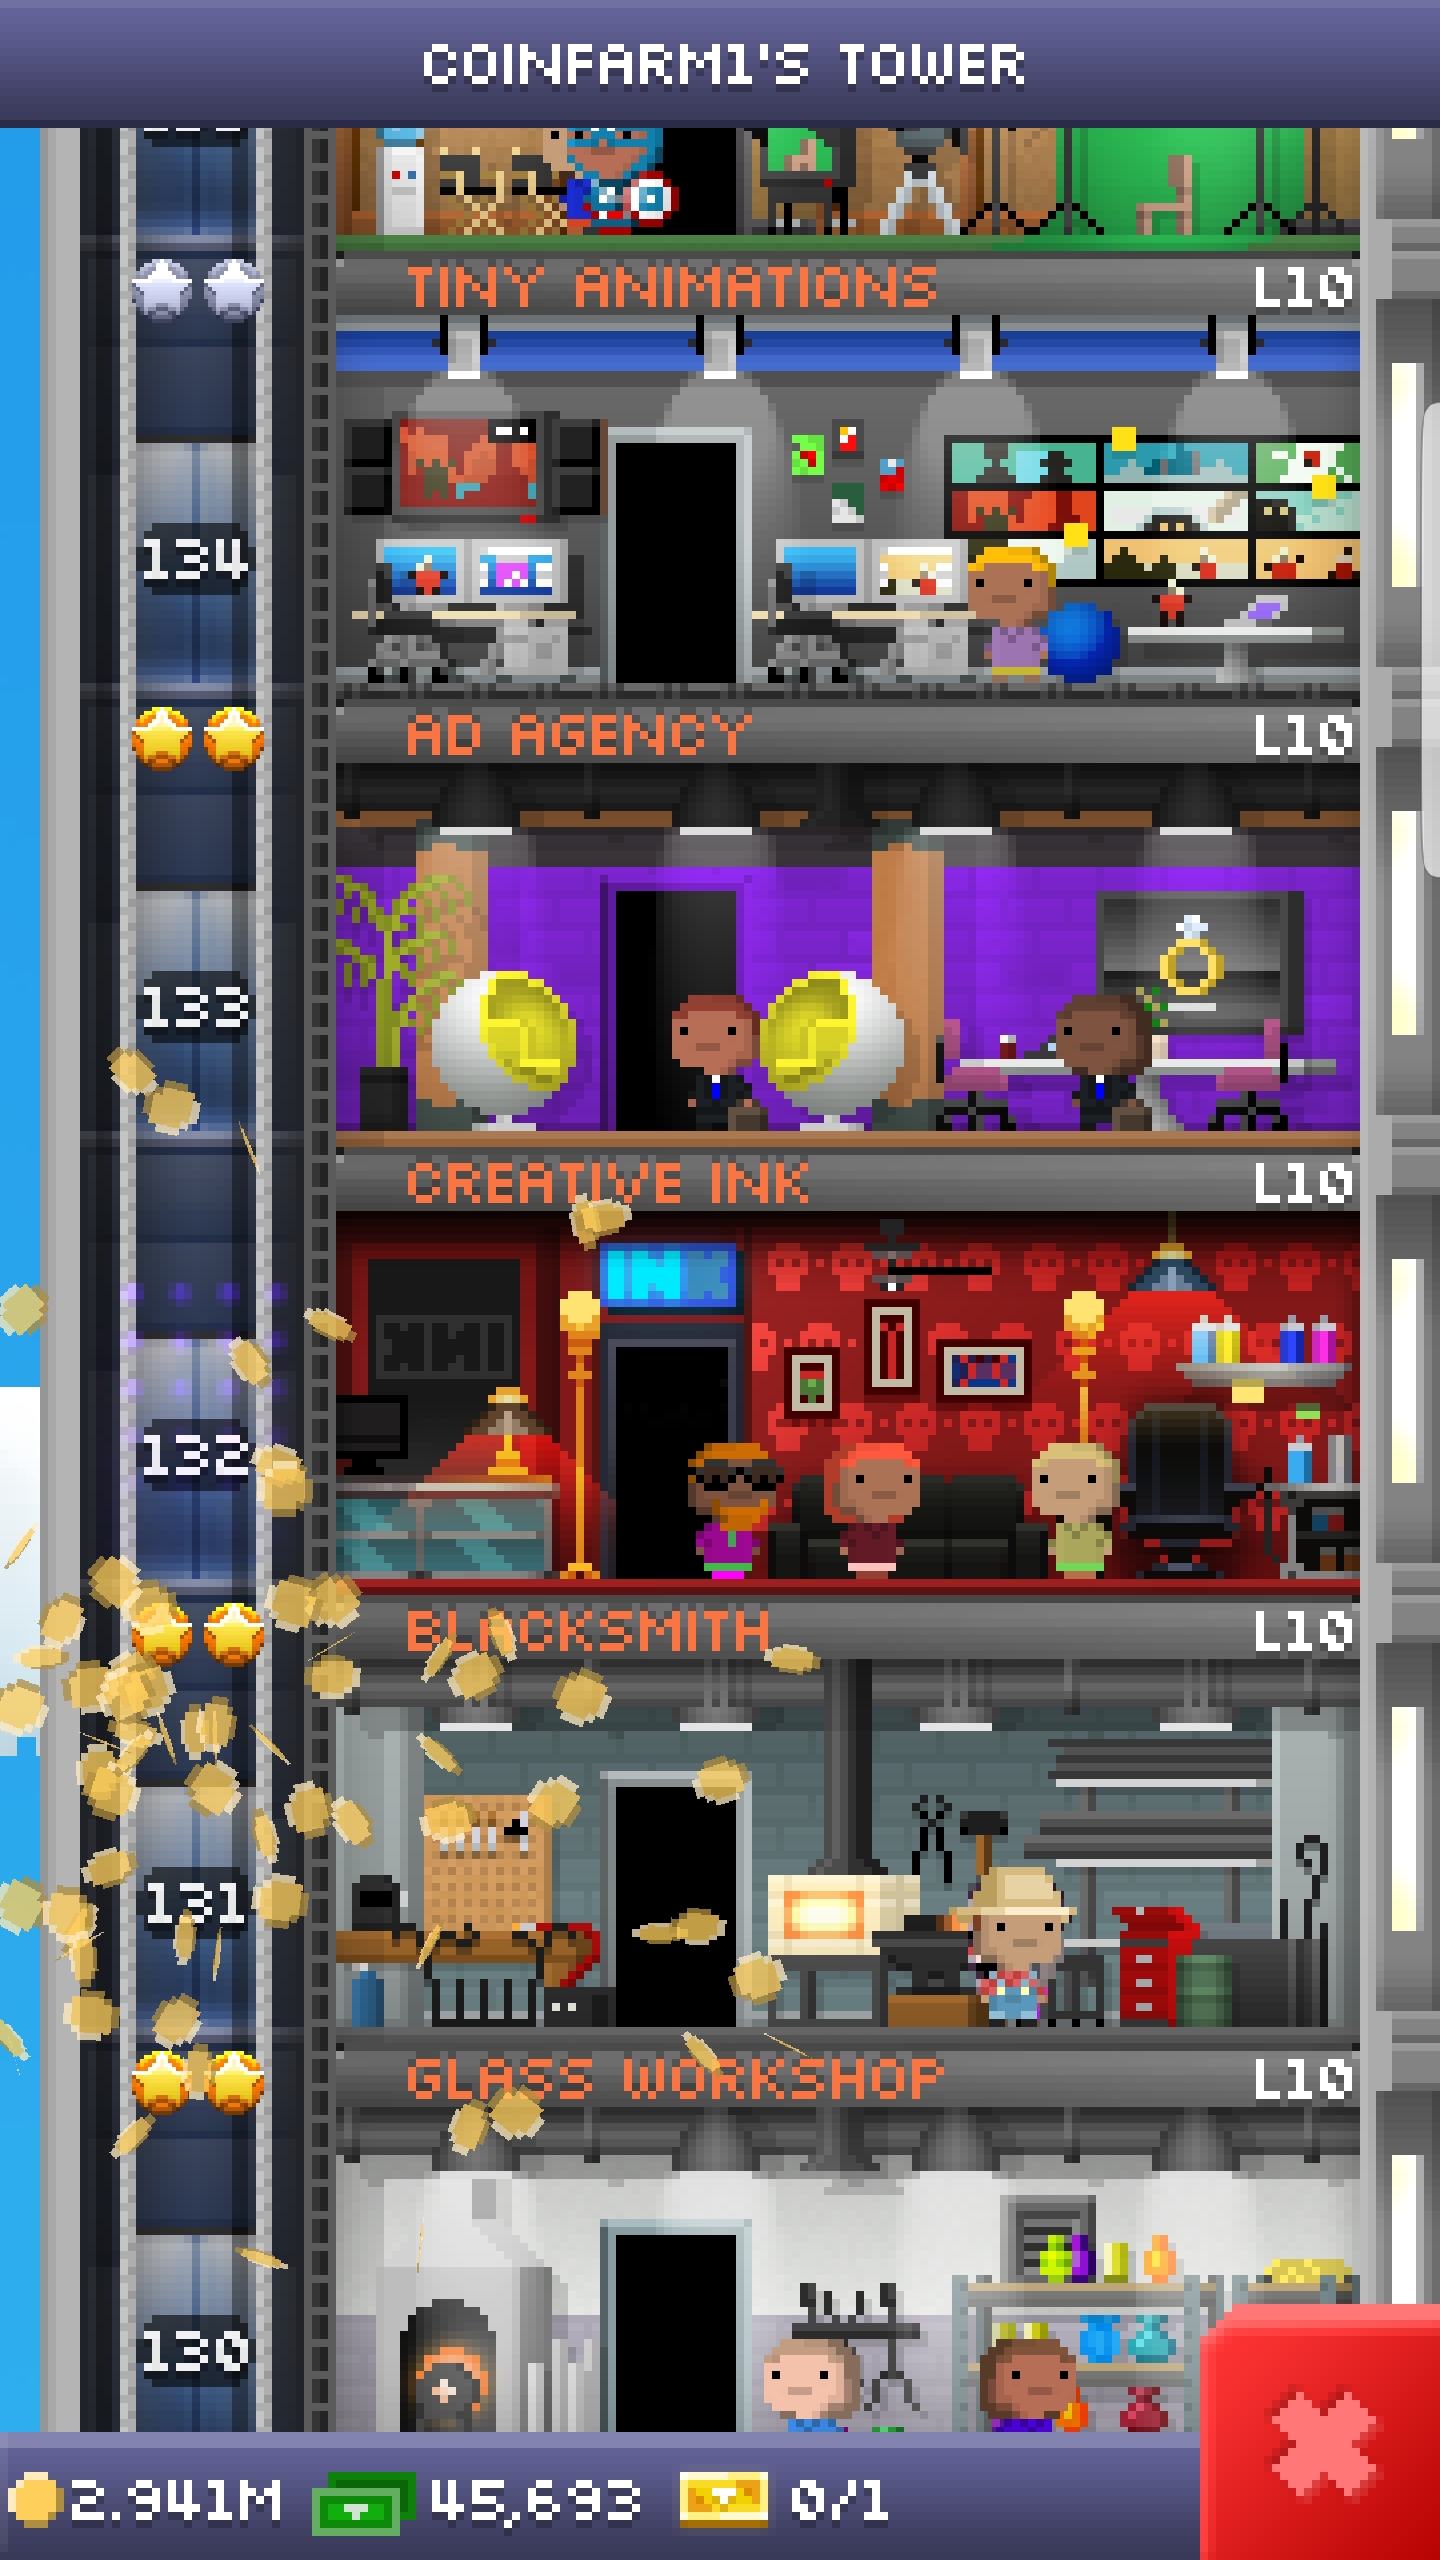 COINFARM1'S TOWER
TINY ANIMATIONS L10
134
AD AGENCY L10
133
CREATIVE INK L10
INK
INK
132
BLACKSMITH L10
131
GLASS WORKSHOP L10
130
2.941M 45,693 0/1